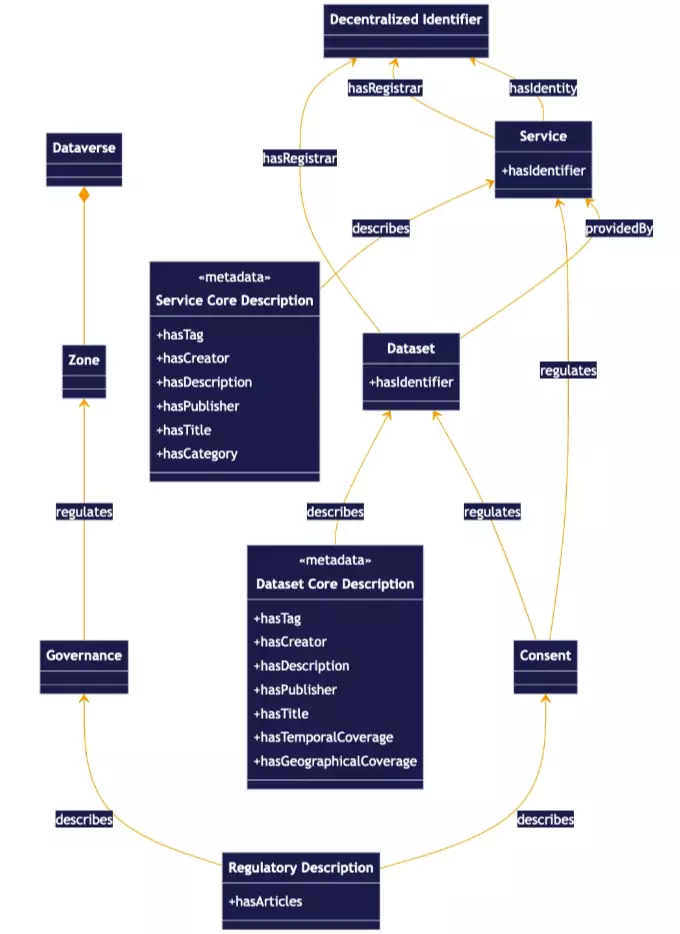 Decentralized Identifier
hasRegistrar
hasIdentity
Service
+hasIdentifier
Dataverse
hasRegistrar
describes
providedBy
«metadata»
Service Core Description
+hasTag
+hasCreator
+hasDescription
+hasPublisher
+hasTitle
+hasCategory
Zone
Dataset
+hasIdentifier
regulates
regulates
describes
regulates
«metadata»
Dataset Core Description
+hasTag
+hasCreator
+hasDescription
+hasPublisher
+hasTitle
+hasTemporalCoverage
+hasGeographicalCoverage
Governance
Consent
describes
describes
Regulatory Description
+hasArticles